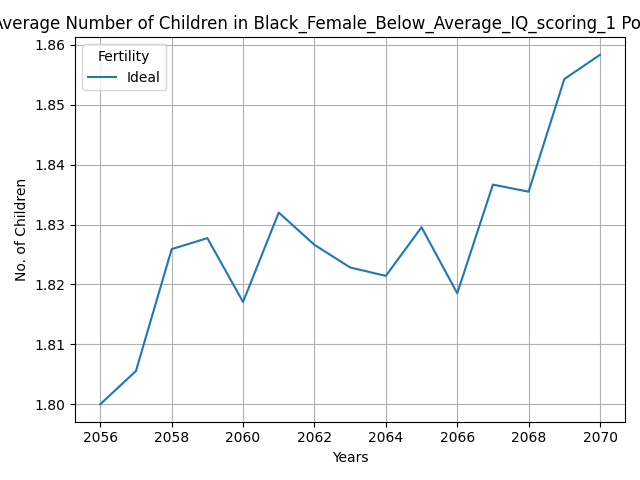 Average Number of Children in Black_Female_Below_Average_IQ_scoring_1 Po
Fertility
Ideal
1.86
1.85
1.84
1.83
1.82
1.81
1.80
No. of Children
2056 2058 2060 2062 2064 2066 2068 2070
Years